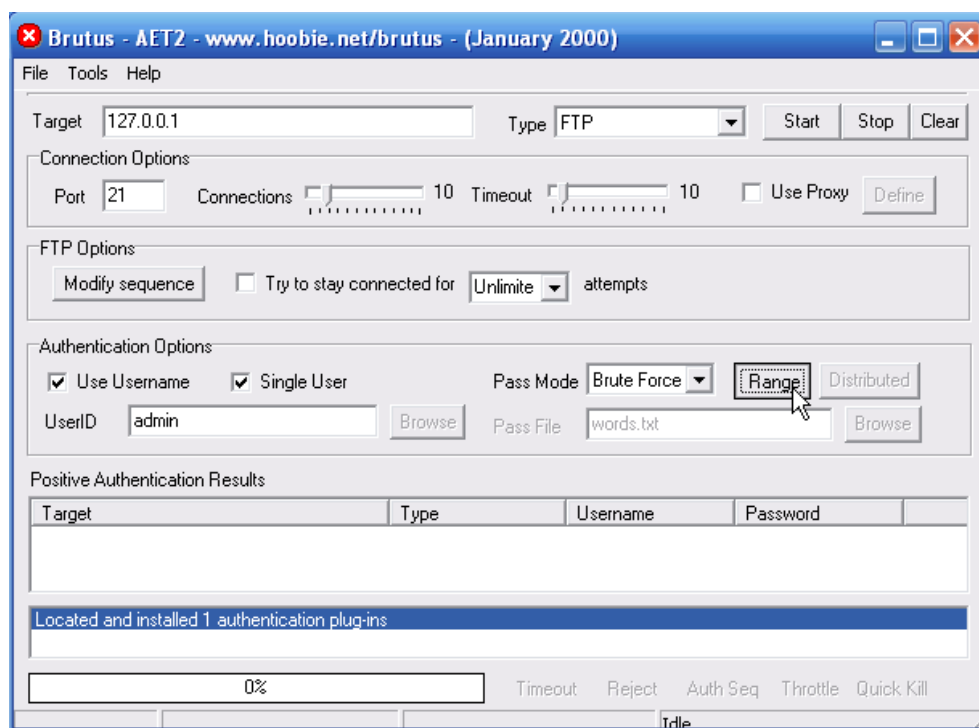 Brutus - AET2 - www.hoobie.net/brutus - (January 2000)
File Tools Help
Target 127.0.0.1 Type FTP Start Stop Clear
Connection Options
Port 21 Connections 10 Timeout 10 Use Proxy Define
FTP Options
Modify sequence Try to stay connected for Unlimite attempts
Authentication Options
Use Username Single User Pass Mode Brute Force Range Distributed
UserID admin Browse Pass File words.txt Browse
Positive Authentication Results
Target Type Username Password
Located and installed 1 authentication plug-ins
0% Timeout Reject Auth Seq Throttle Quick Kill
Idle